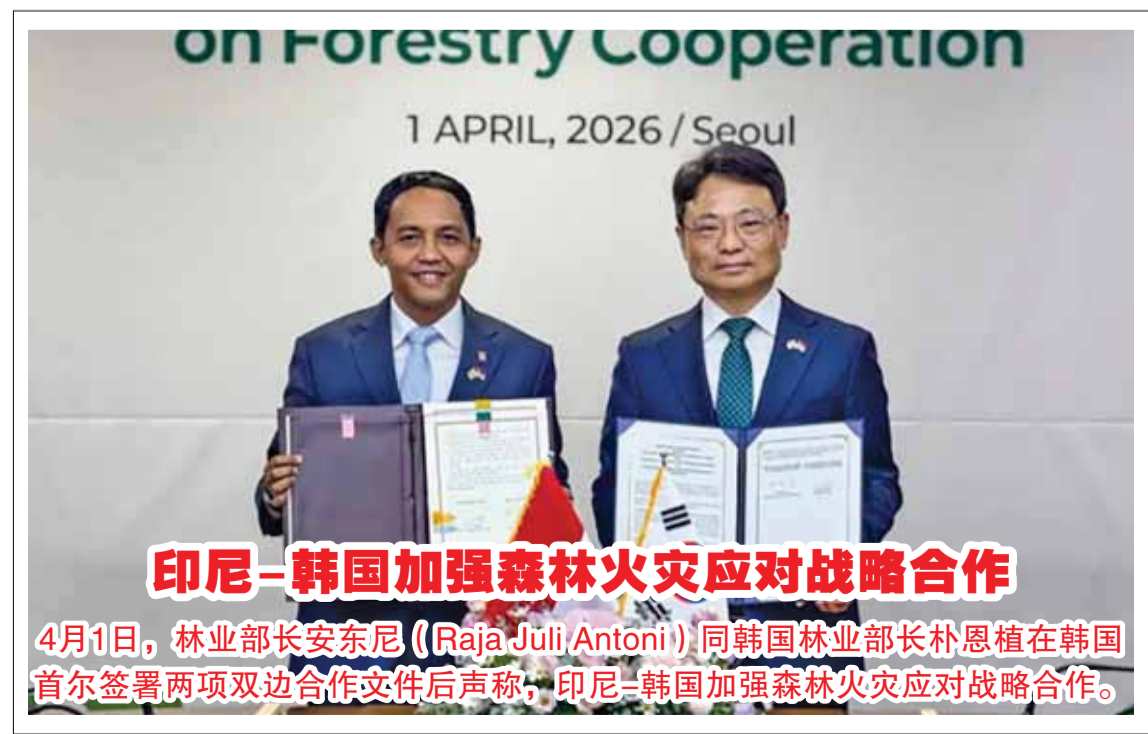 on Forestry Cooperation
1 APRIL, 2026 / Seoul
印尼–韩国加强森林火灾应对战略合作
4月1日，林业部长安东尼（Raja Juli Antoni）同韩国林业部长朴恩植在韩国
首尔签署两项双边合作文件后声称，印尼–韩国加强森林火灾应对战略合作。